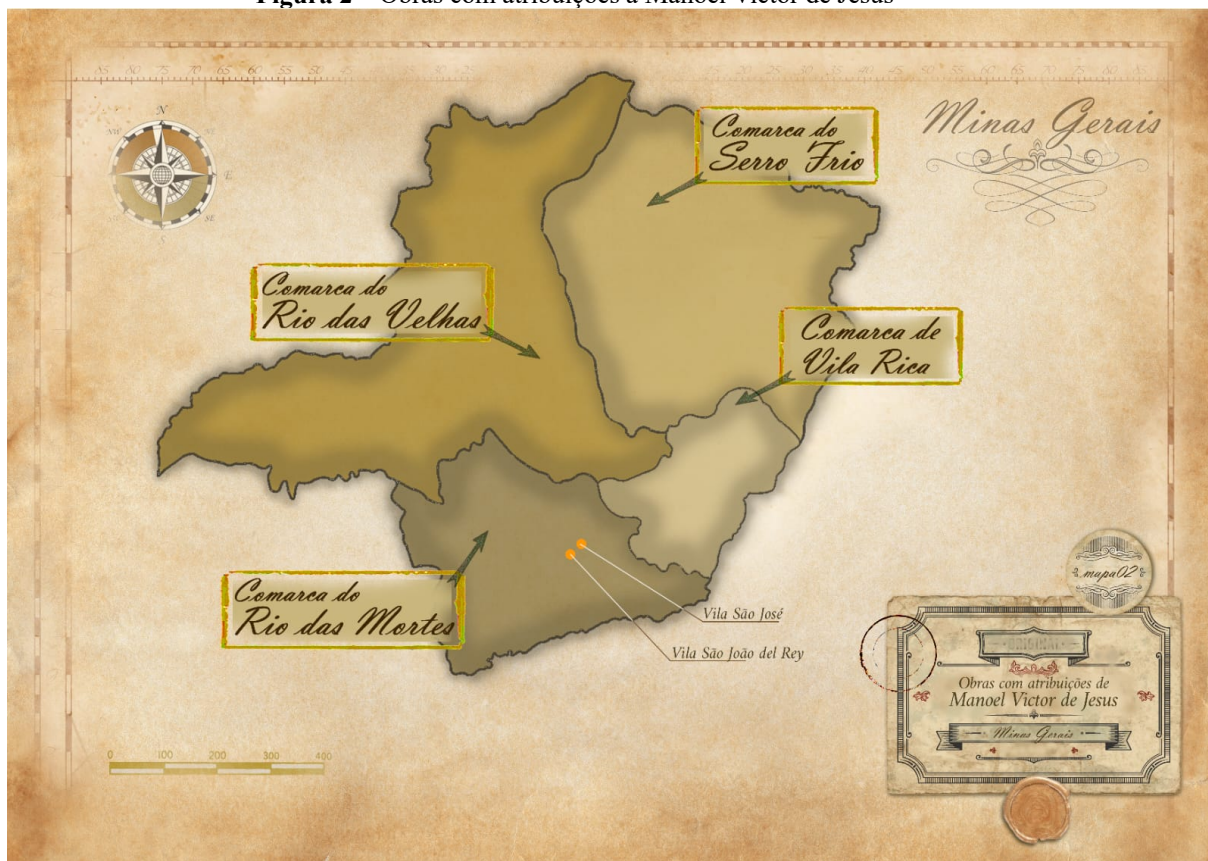 Figura 2 – Obras com atribuições a Manoel Victor de Jesus
Minas Gerais
N
E
SE
S
Comarca do
Serro Frio
Comarca do
Rio das Velhas
Comarca de
Vila Rica
Comarca do
Rio das Mortes
Vila São José
Vila São João del Rey
mapa02
ORIGINAL
Obras com atribuições de
Manoel Victor de Jesus
Minas Gerais
0 100 200 300 400